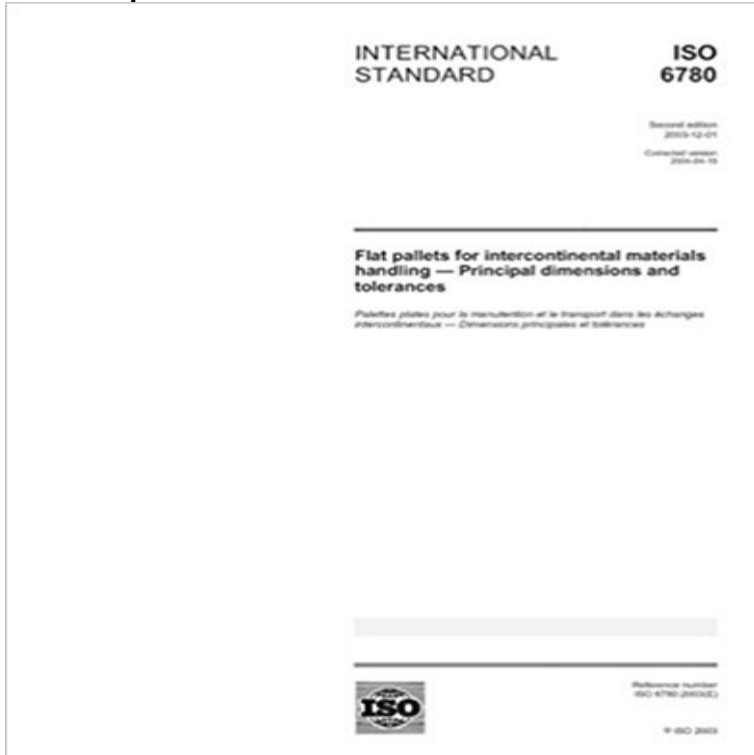 INTERNATIONAL
STANDARD
ISO
6780
Second edition
2003-12-01
Corrected version
2004-04-15
Flat pallets for intercontinental materials
handling — Principal dimensions and
tolerances
Palettes plates pour la manutention et le transport dans les échanges
intercontinentaux — Dimensions principales et tolérances
ISO
Reference number
ISO 6780:2003(E)
© ISO 2003